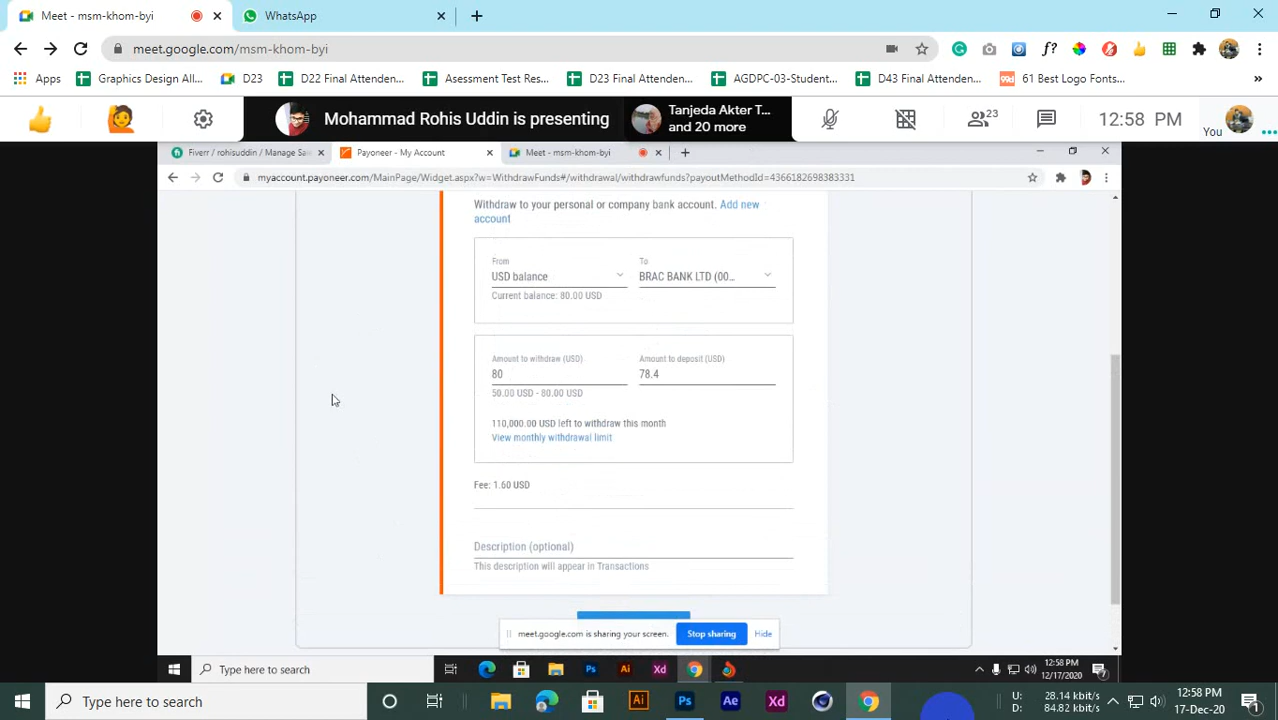 Meet - msm-khom-byi
WhatsApp
meet.google.com/msm-khom-byi
Apps
Graphics Design All...
D23
D22 Final Attenden...
Asessment Test Res...
D23 Final Attenden...
AGDPC-03-Student...
D43 Final Attenden...
61 Best Logo Fonts...
Mohammad Rohis Uddin is presenting
Tanjeda Akter T...
and 20 more
23
12:58 PM
You
Fiverr / rohisuddin / Manage Sa
Payoneer - My Account
Meet - msm-khom-byi
myaccount.payoneer.com/MainPage/Widget.aspx?w=WithdrawFunds#/withdrawal/withdrawfunds?payoutMethodId=4366182698383331
Withdraw to your personal or company bank account. Add new
account
From
To
USD balance
BRAC BANK LTD (00...
Current balance: 80.00 USD
Amount to withdraw (USD)
Amount to deposit (USD)
80
78.4
50.00 USD - 80.00 USD
110,000.00 USD left to withdraw this month
View monthly withdrawal limit
Fee: 1.60 USD
Description (optional)
This description will appear in Transactions
meet.google.com is sharing your screen.
Stop sharing
Hide
Type here to search
12:58 PM
12/17/2020
Type here to search
U: 28.14 kbit/s
D: 84.82 kbit/s
12:58 PM
17-Dec-20